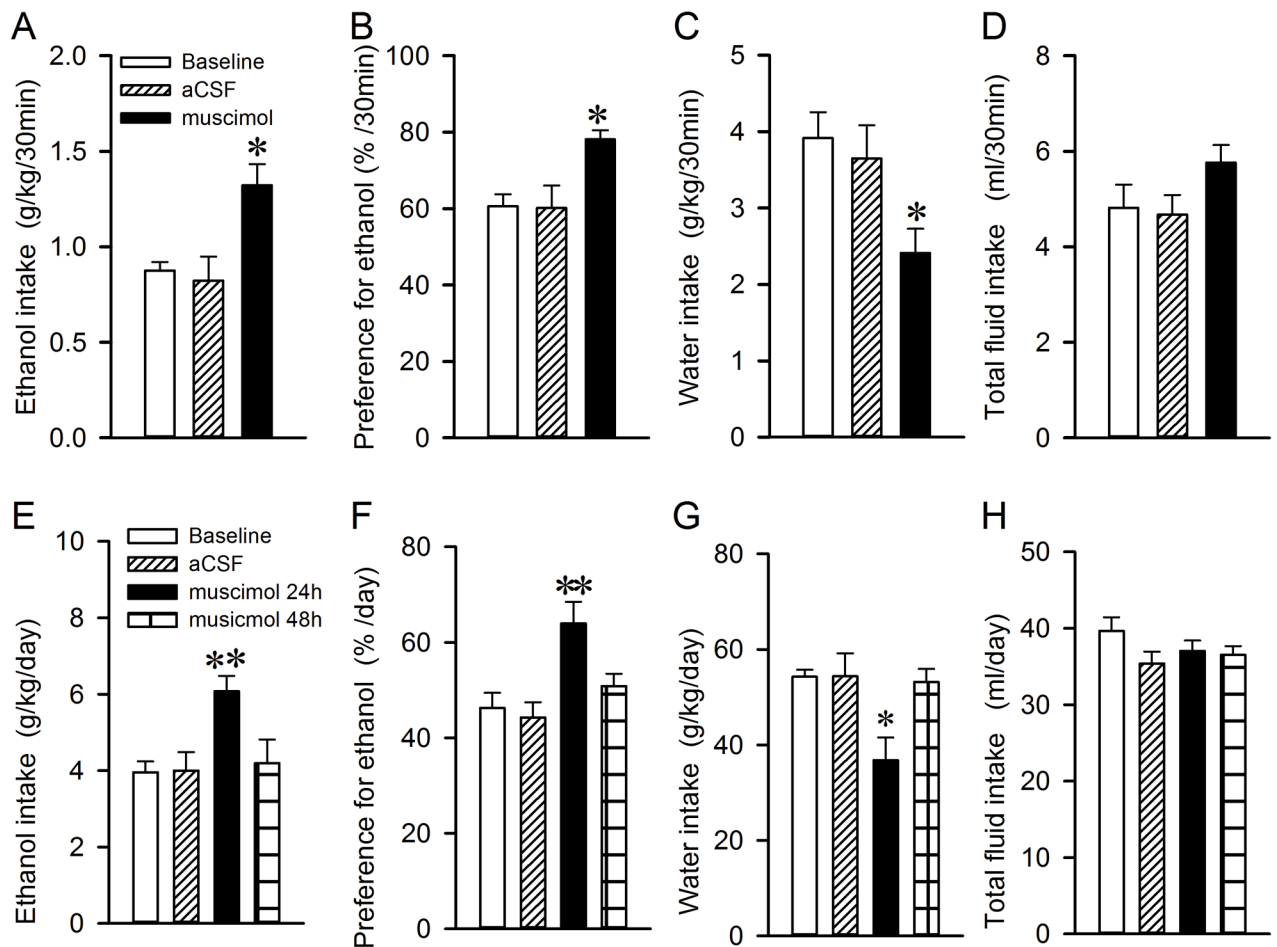 A
Ethanol intake (g/kg/30min)
2.0
1.5
1.0
0.5
0.0
Baseline
aCSF
muscimol
*
B
Preference for ethanol (% /30min)
100
80
60
40
20
0
*
C
Water intake (g/kg/30min)
5
4
3
2
1
0
*
D
Total fluid intake (ml/30min)
8
6
4
2
0
E
Ethanol intake (g/kg/day)
10
8
6
4
2
0
Baseline
aCSF
muscimol 24h
musicmol 48h
**
F
Preference for ethanol (% /day)
80
60
40
20
0
**
G
Water intake (g/kg/day)
80
60
40
20
0
*
H
Total fluid intake (ml/day)
50
40
30
20
10
0